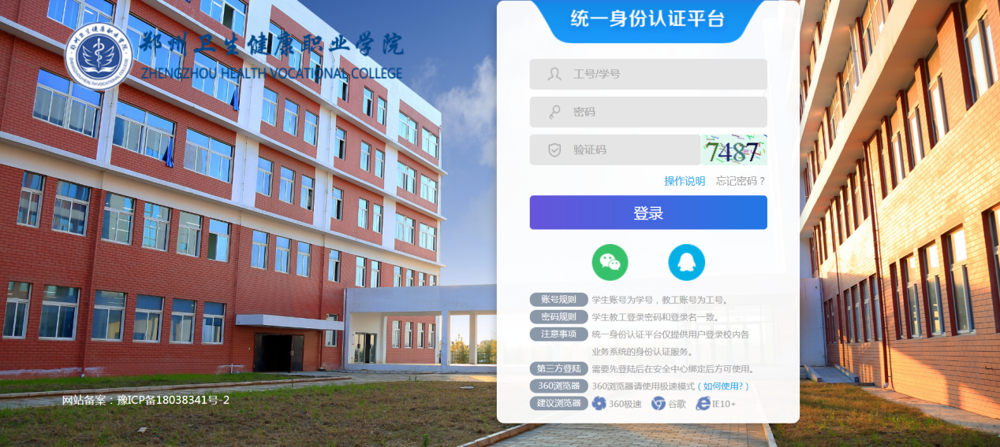 郑州卫生健康职业学院
ZHENGZHOU HEALTH VOCATIONAL COLLEGE
统一身份认证平台
工号/学号
密码
验证码
7487
操作说明 忘记密码？
登录
账号规则 学生账号为学号，教工账号为工号。
密码规则 学生教工登录密码和登录名一致。
注意事项 统一身份认证平台仅提供用户登录校内各
业务系统的身份认证服务。
第三方登陆 需要先登陆后在安全中心绑定后方可使用。
360浏览器 360浏览器请使用极速模式 ( 如何使用? )
建议浏览器 360极速 谷歌 IE10+
网站备案：豫ICP备18038341号-2